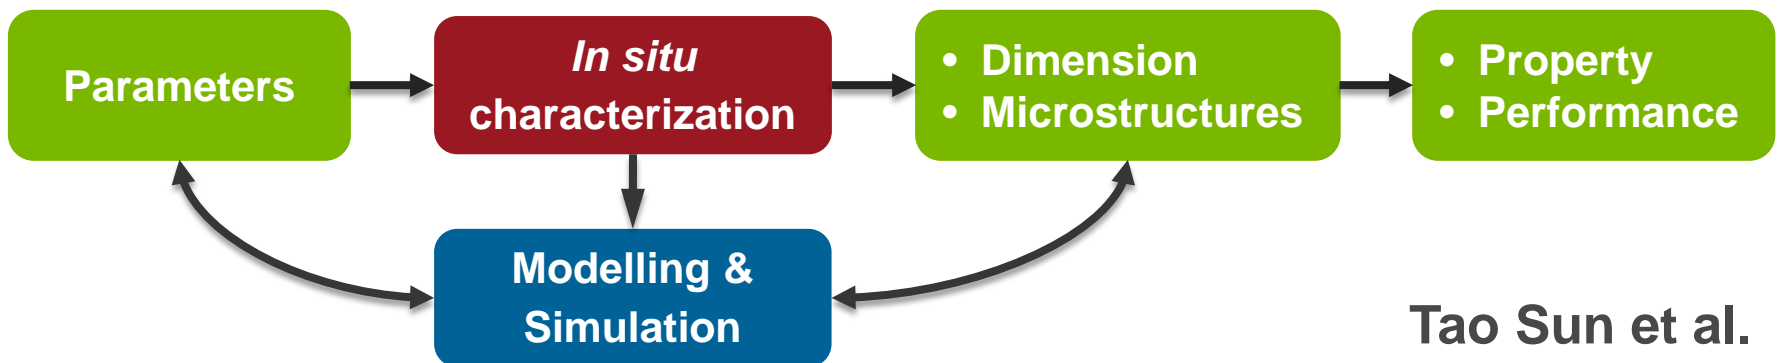 Parameters
In situ
characterization
• Dimension
• Microstructures
• Property
• Performance
Modelling &
Simulation
Tao Sun et al.